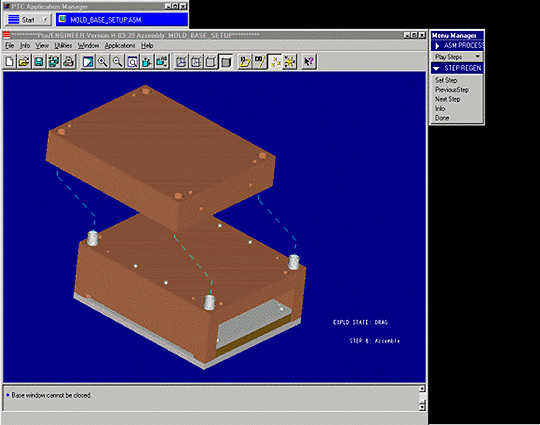 PTC Application Manager
Start
MOLD_BASE_SETUP.ASM
Pro/ENGINEER Version H-03-39 Assembly: MOLD_BASE_SETUP
File Info View Utilities Window Applications Help
Menu Manager
ASM PROCESS
Play Steps
STEP REGEN
Set Step
PreviousStep
Next Step
Info
Done
EXPLD STATE: DRAG
STEP 8: Assemble
Base window cannot be closed.